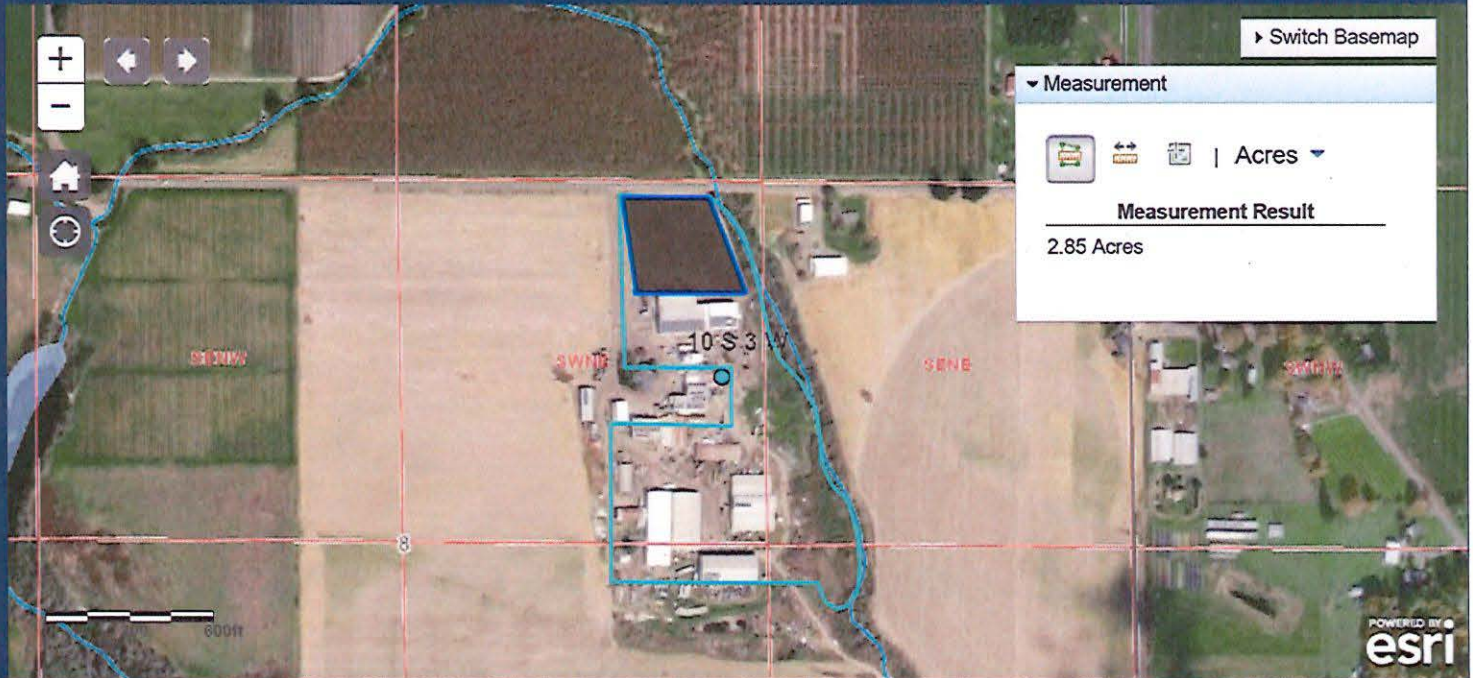 +
−
▸ Switch Basemap
▾ Measurement
| Acres
Measurement Result
2.85 Acres
10 S 3 W
SENW
SWNE
SENE
SWNW
8
600ft
POWERED BY
esri